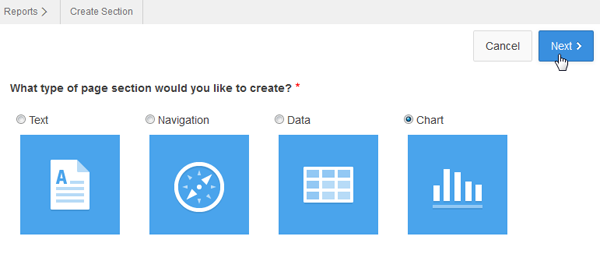 Reports Create Section
Cancel Next
What type of page section would you like to create? *
Text Navigation Data Chart
A